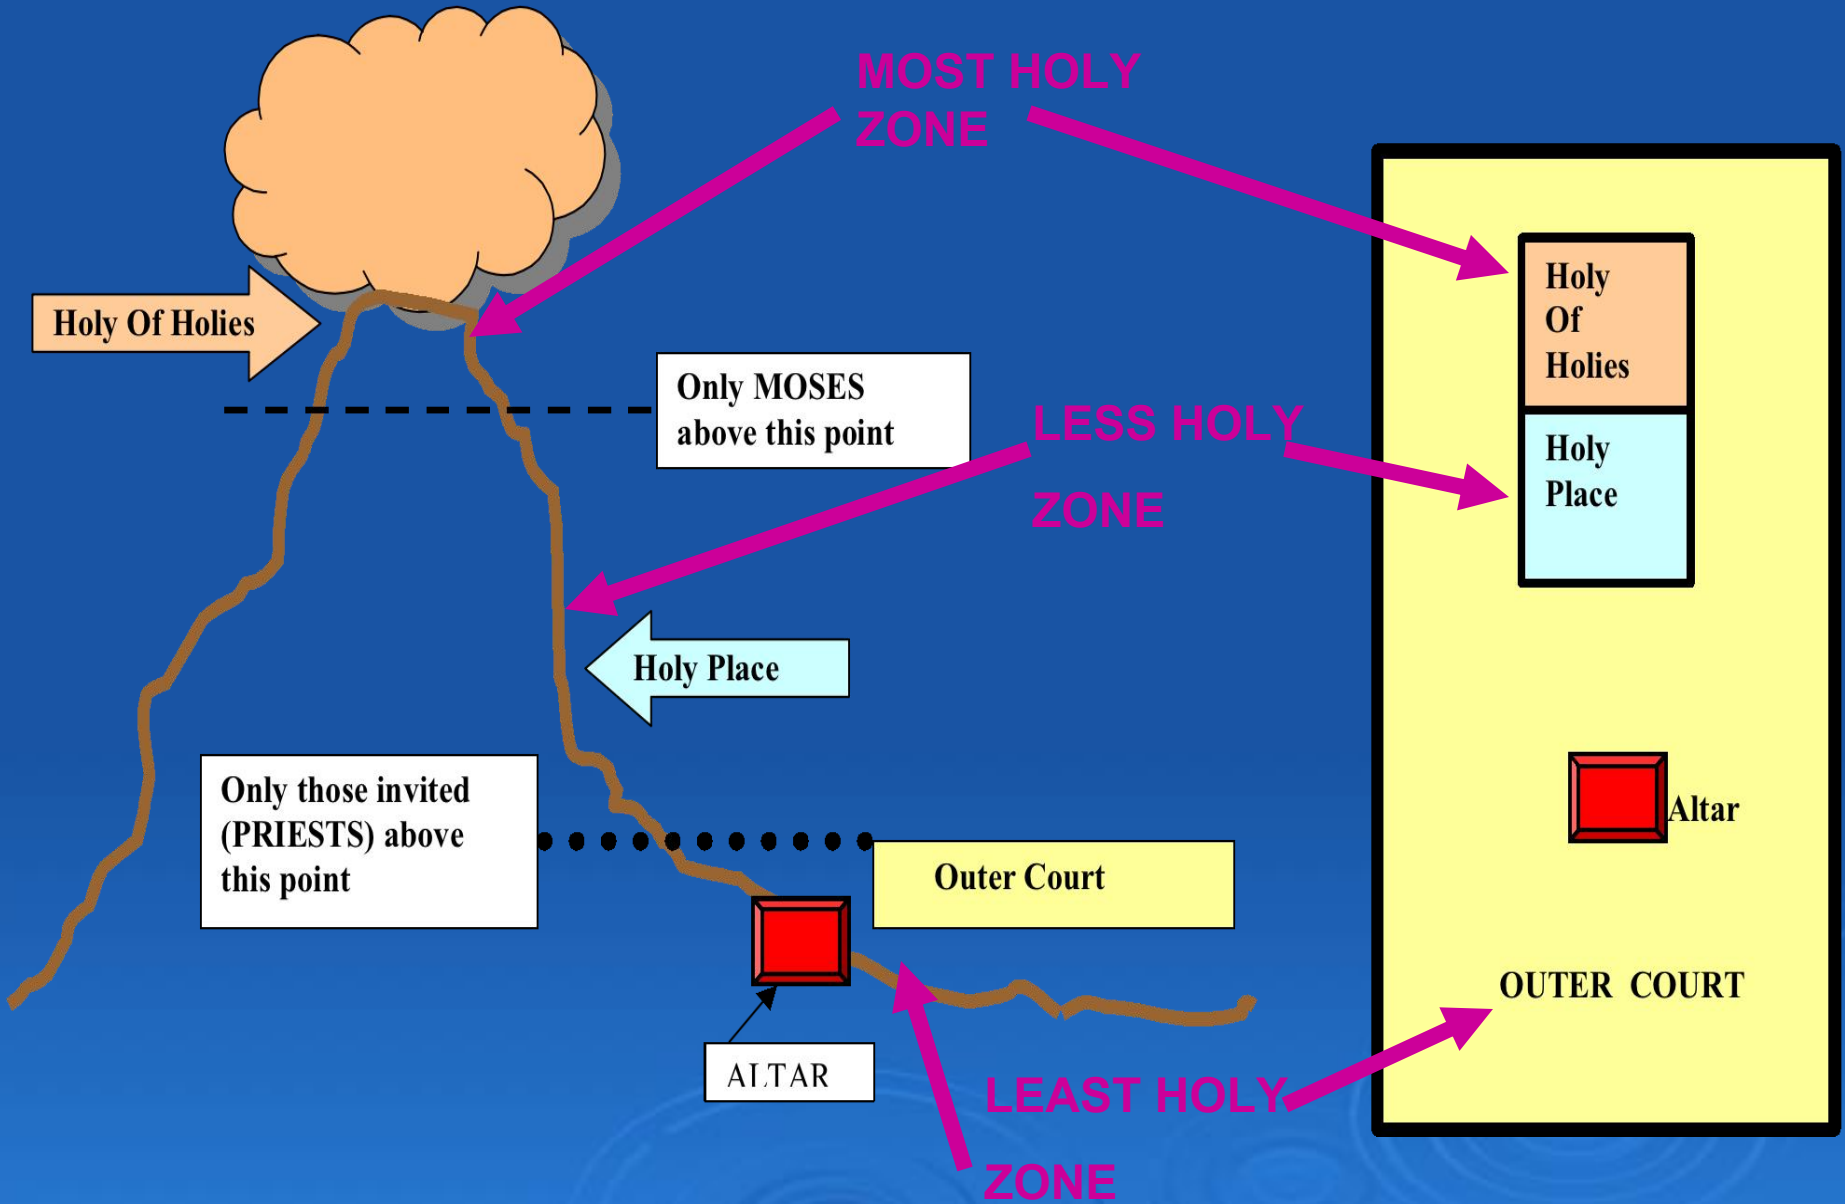 MOST HOLY
ZONE
Holy Of Holies
Only MOSES
above this point
LESS HOLY
ZONE
Holy
Of
Holies
Holy
Place
Holy Place
Only those invited
(PRIESTS) above
this point
Outer Court
Altar
OUTER COURT
ALTAR
LEAST HOLY
ZONE